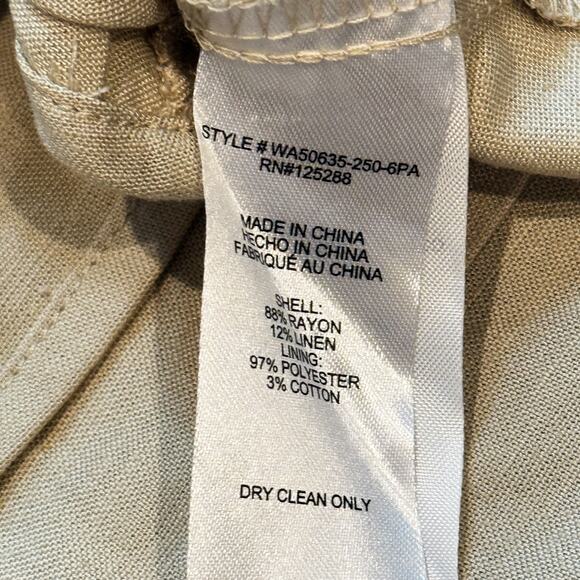 STYLE # WA50635-250-6PA
RN#125288
MADE IN CHINA
HECHO IN CHINA
FABRIQUÉ AU CHINA
SHELL:
88% RAYON
12% LINEN
LINING:
97% POLYESTER
3% COTTON
DRY CLEAN ONLY